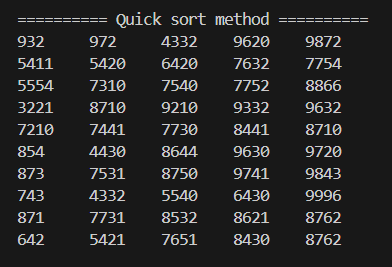 ========== Quick sort method ==========
932 972 4332 9620 9872
5411 5420 6420 7632 7754
5554 7310 7540 7752 8866
3221 8710 9210 9332 9632
7210 7441 7730 8441 8710
854 4430 8644 9630 9720
873 7531 8750 9741 9843
743 4332 5540 6430 9996
871 7731 8532 8621 8762
642 5421 7651 8430 8762